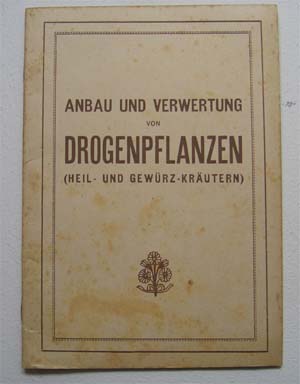 ANBAU UND VERWERTUNG
VON
DROGENPFLANZEN
(HEIL- UND GEWÜRZ-KRÄUTERN)